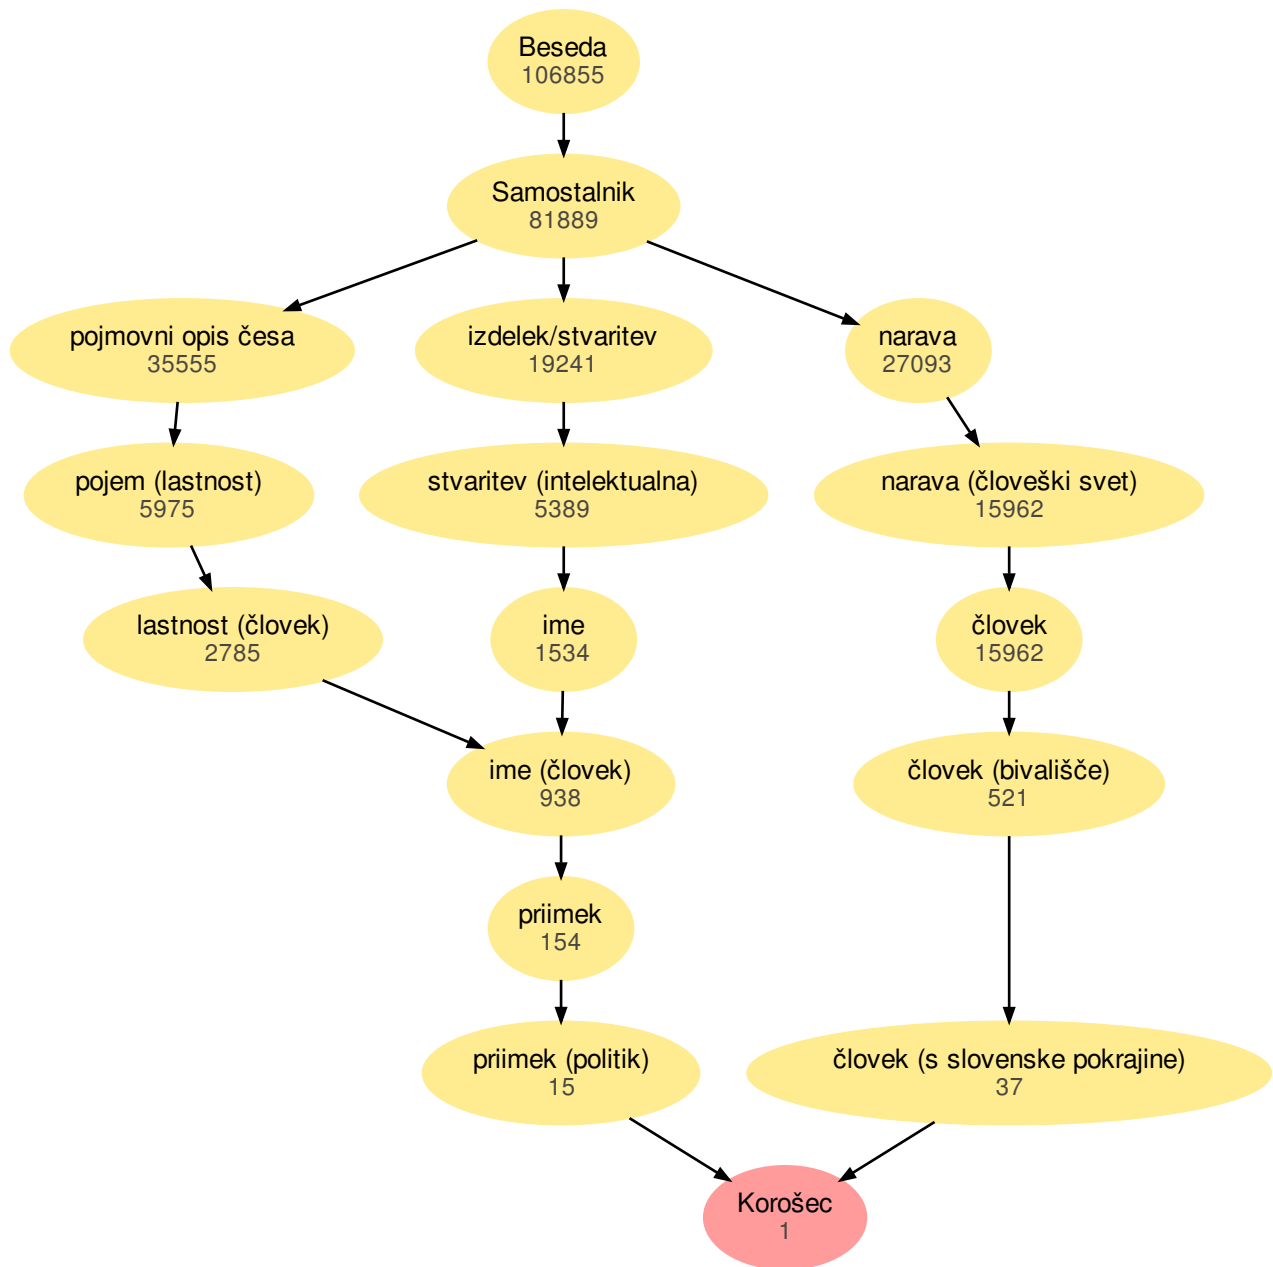 Beseda
106855
Samostalnik
81889
pojmovni opis česa
35555
izdelek/stvaritev
19241
narava
27093
pojem (lastnost)
5975
stvaritev (intelektualna)
5389
narava (človeški svet)
15962
lastnost (človek)
2785
ime
1534
človek
15962
ime (človek)
938
človek (bivališče)
521
priimek
154
priimek (politik)
15
človek (s slovenske pokrajine)
37
Korošec
1